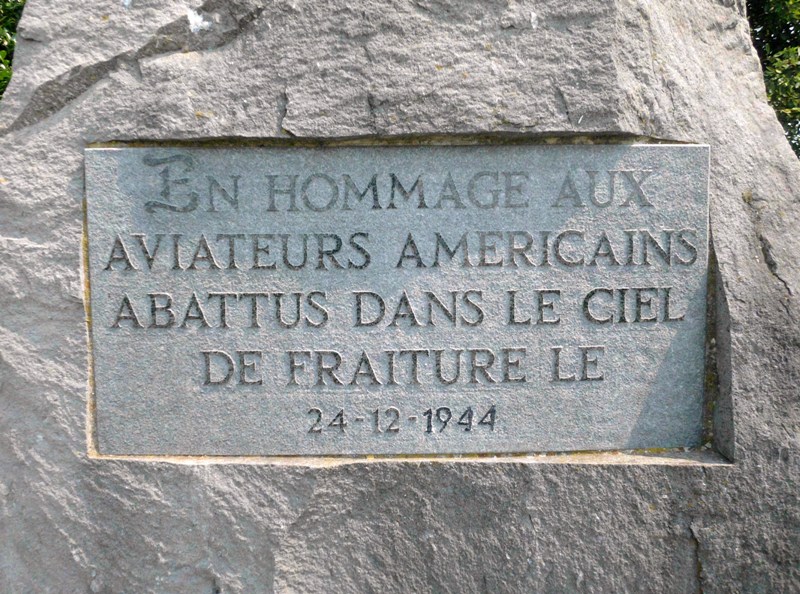 En HOMMAGE AUX
AVIATEURS AMERICAINS
ABATTUS DANS LE CIEL
DE FRAITURE LE
24-12-1944